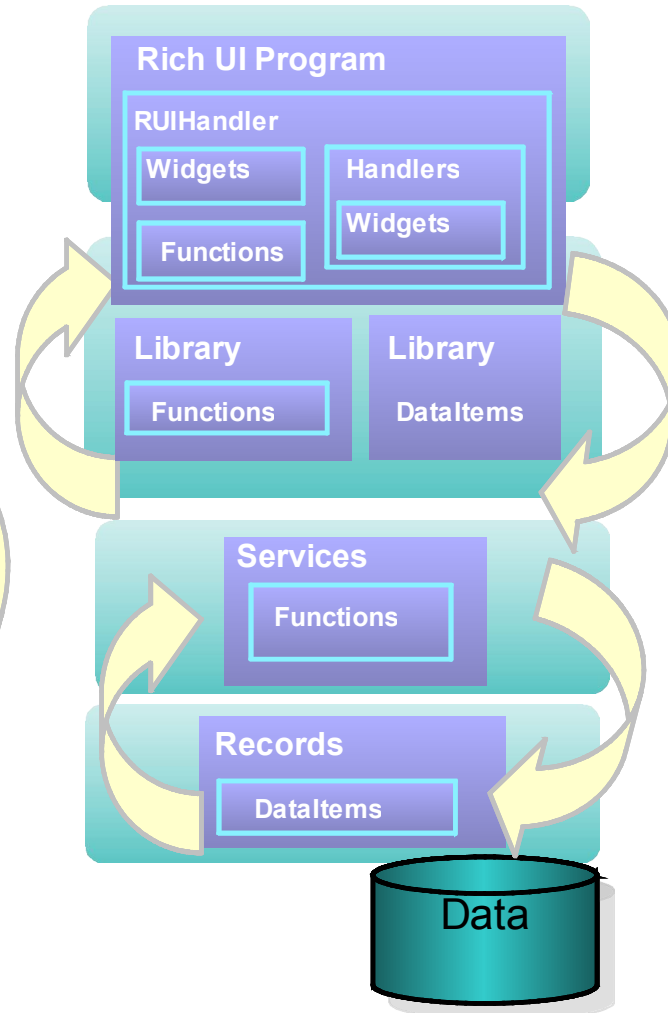 Rich UI Program
RUIHandler
Widgets
Functions
Handlers
Widgets
Library
Functions
Library
DataItems
Services
Functions
Records
DataItems
Data